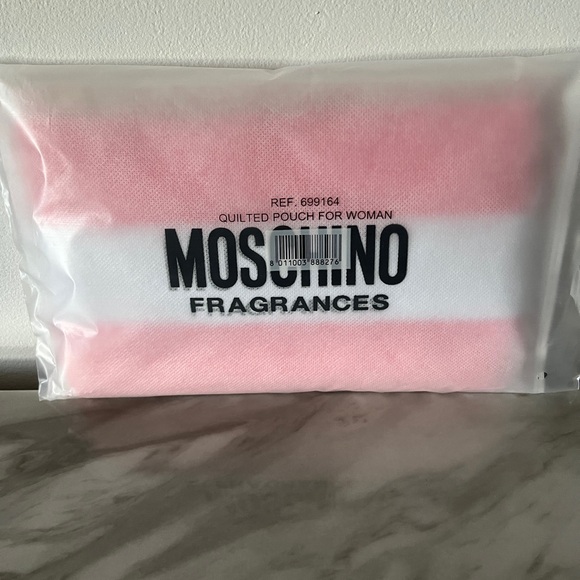 REF. 699164
QUILTED POUCH FOR WOMAN
MOSCHINO
8 011003 888276
FRAGRANCES